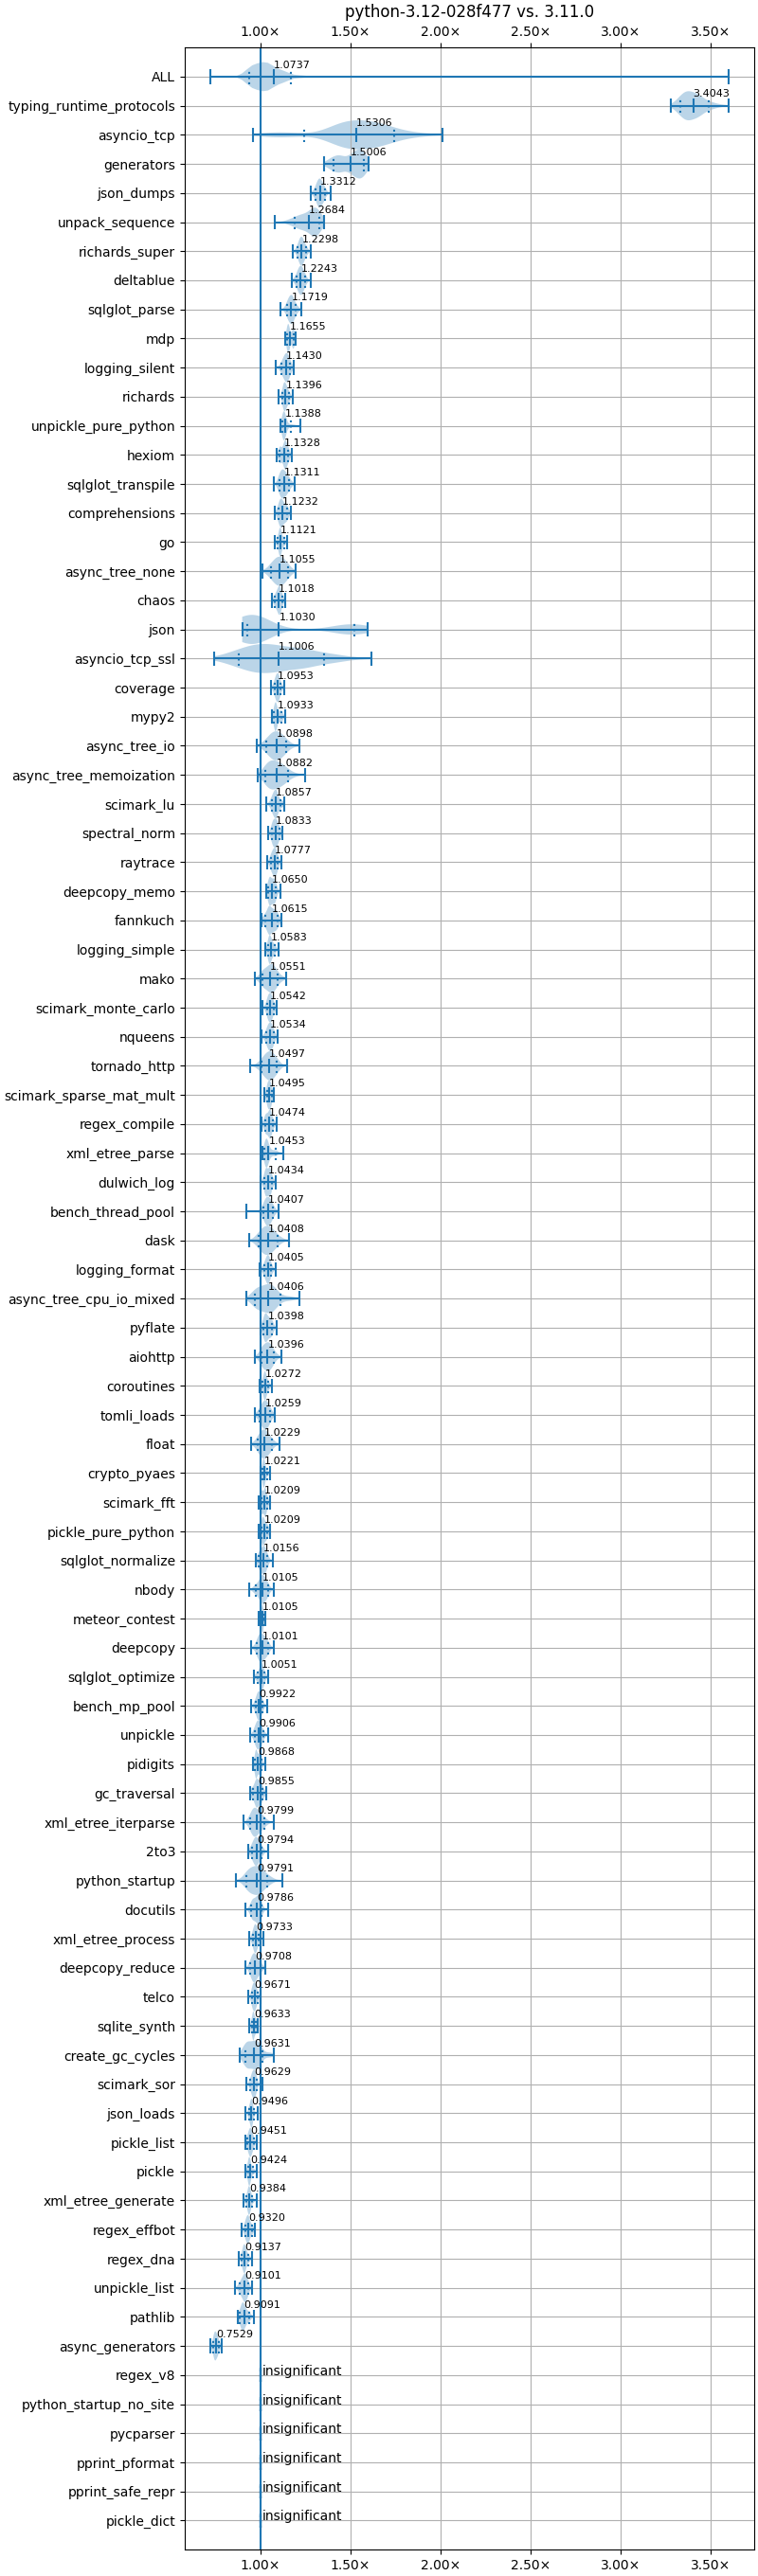 python-3.12-028f477 vs. 3.11.0
1.00× 1.50× 2.00× 2.50× 3.00× 3.50×
ALL 1.0737
typing_runtime_protocols 3.4043
asyncio_tcp 1.5306
generators 1.5006
json_dumps 1.3312
unpack_sequence 1.2684
richards_super 1.2298
deltablue 1.2243
sqlglot_parse 1.1719
mdp 1.1655
logging_silent 1.1430
richards 1.1396
unpickle_pure_python 1.1388
hexiom 1.1328
sqlglot_transpile 1.1311
comprehensions 1.1232
go 1.1121
async_tree_none 1.1055
chaos 1.1018
json 1.1030
asyncio_tcp_ssl 1.1006
coverage 1.0953
mypy2 1.0933
async_tree_io 1.0898
async_tree_memoization 1.0882
scimark_lu 1.0857
spectral_norm 1.0833
raytrace 1.0777
deepcopy_memo 1.0650
fannkuch 1.0615
logging_simple 1.0583
mako 1.0551
scimark_monte_carlo 1.0542
nqueens 1.0534
tornado_http 1.0497
scimark_sparse_mat_mult 1.0495
regex_compile 1.0474
xml_etree_parse 1.0453
dulwich_log 1.0434
bench_thread_pool 1.0407
dask 1.0408
logging_format 1.0405
async_tree_cpu_io_mixed 1.0406
pyflate 1.0398
aiohttp 1.0396
coroutines 1.0272
tomli_loads 1.0259
float 1.0229
crypto_pyaes 1.0221
scimark_fft 1.0209
pickle_pure_python 1.0209
sqlglot_normalize 1.0156
nbody 1.0105
meteor_contest 1.0105
deepcopy 1.0101
sqlglot_optimize 1.0051
bench_mp_pool 0.9922
unpickle 0.9906
pidigits 0.9868
gc_traversal 0.9855
xml_etree_iterparse 0.9799
2to3 0.9794
python_startup 0.9791
docutils 0.9786
xml_etree_process 0.9733
deepcopy_reduce 0.9708
telco 0.9671
sqlite_synth 0.9633
create_gc_cycles 0.9631
scimark_sor 0.9629
json_loads 0.9496
pickle_list 0.9451
pickle 0.9424
xml_etree_generate 0.9384
regex_effbot 0.9320
regex_dna 0.9137
unpickle_list 0.9101
pathlib 0.9091
async_generators 0.7529
regex_v8 insignificant
python_startup_no_site insignificant
pycparser insignificant
pprint_pformat insignificant
pprint_safe_repr insignificant
pickle_dict insignificant
1.00× 1.50× 2.00× 2.50× 3.00× 3.50×